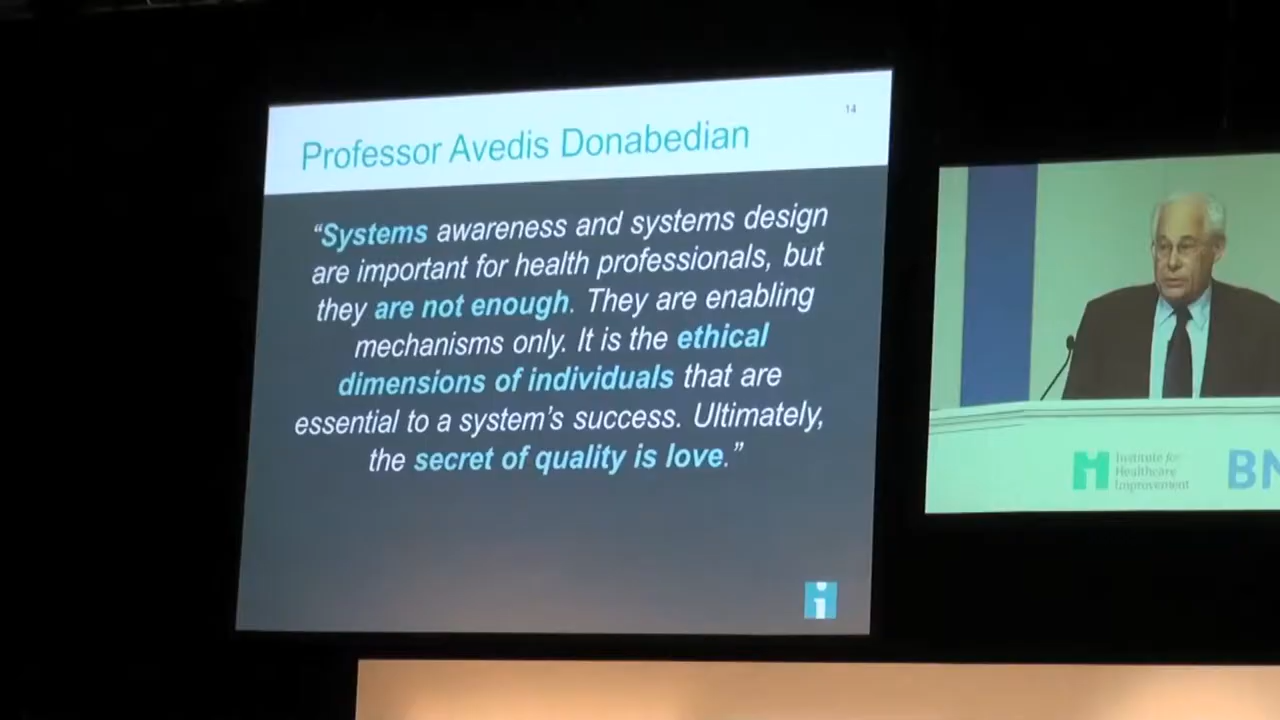 14
Professor Avedis Donabedian
“Systems awareness and systems design
are important for health professionals, but
they are not enough. They are enabling
mechanisms only. It is the ethical
dimensions of individuals that are
essential to a system’s success. Ultimately,
the secret of quality is love.”
Institute for
Healthcare
Improvement